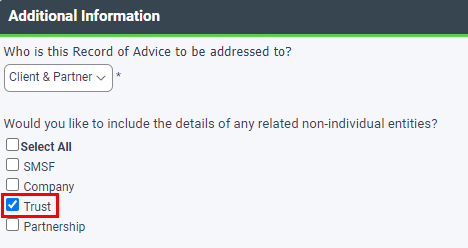 Additional Information
Who is this Record of Advice to be addressed to?
Client & Partner *
Would you like to include the details of any related non-individual entities?
Select All
SMSF
Company
Trust
Partnership